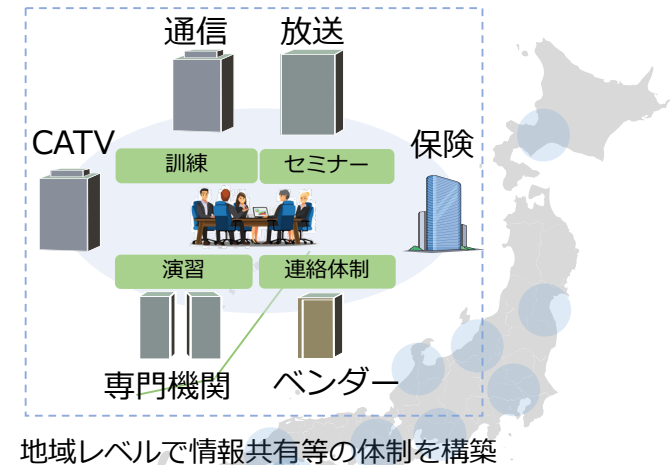 通信
放送
CATV
保険
訓練
セミナー
演習
連絡体制
専門機関
ベンダー
地域レベルで情報共有等の体制を構築